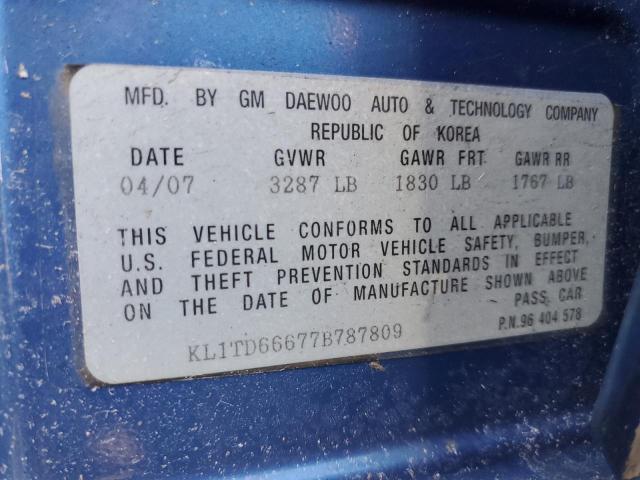 MFD. BY GM DAEWOO AUTO & TECHNOLOGY COMPANY
REPUBLIC OF KOREA
DATE GVWR GAWR FRT GAWR RR
04/07 3287 LB 1830 LB 1767 LB
THIS VEHICLE CONFORMS TO ALL APPLICABLE
U.S. FEDERAL MOTOR VEHICLE SAFETY, BUMPER,
AND THEFT PREVENTION STANDARDS IN EFFECT
ON THE DATE OF MANUFACTURE SHOWN ABOVE
PASS. CAR
KL1TD66677B787809
P.N.96 404 578